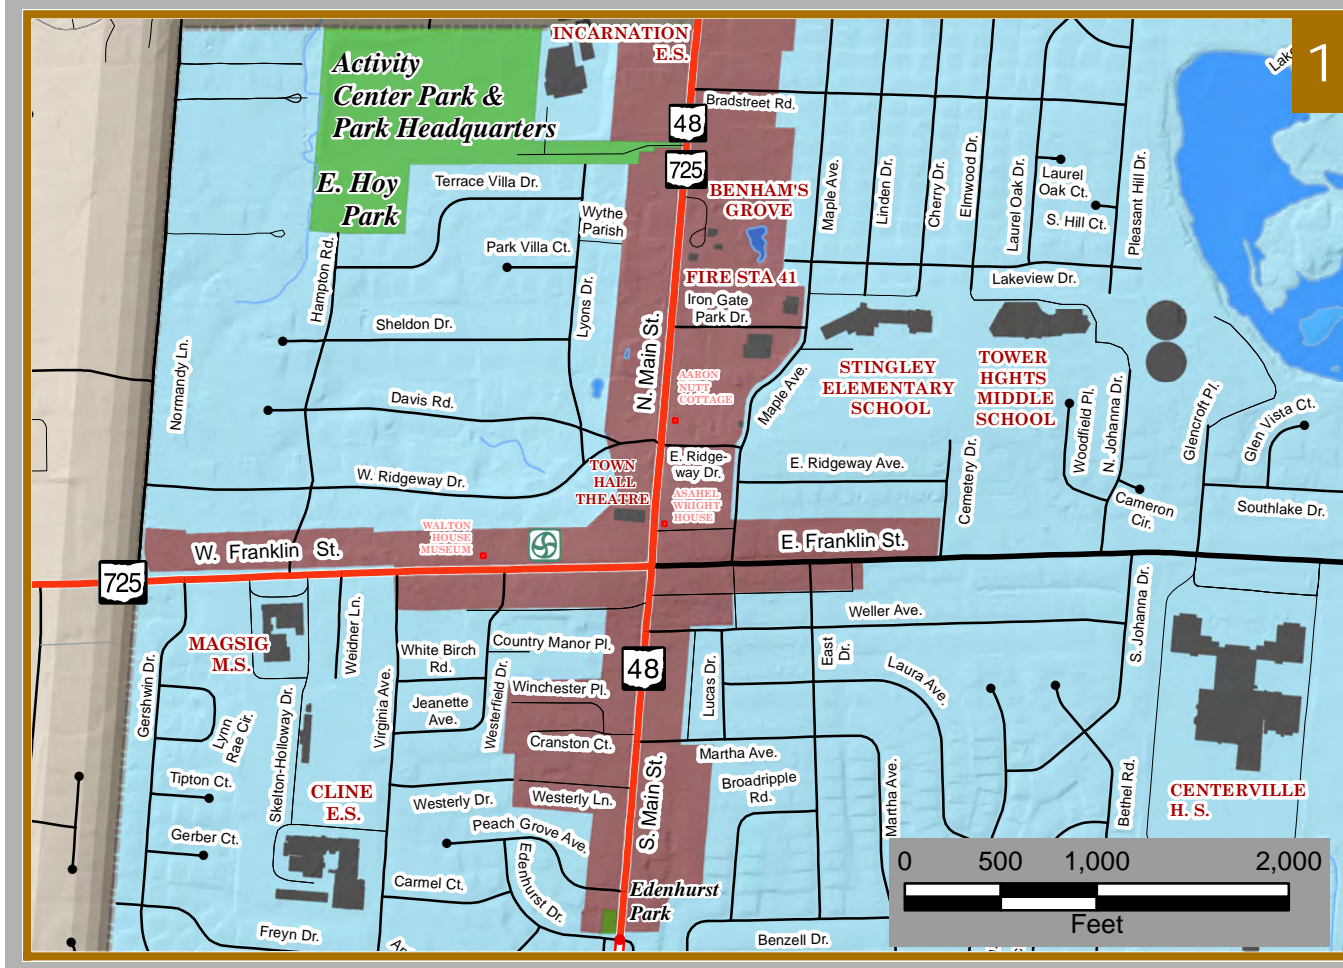 INCARNATION
E.S.
Lake
1
Activity
Center Park &
Park Headquarters
48
Bradstreet Rd.
725
E. Hoy
Park
Terrace Villa Dr.
Wythe
Parish
BENHAM'S
GROVE
Maple Ave.
Linden Dr.
Cherry Dr.
Elmwood Dr.
Laurel Oak Dr.
Laurel
Oak Ct.
S. Hill Ct.
Pleasant Hill Dr.
Park Villa Ct.
Hampton Rd.
Lyons Dr.
FIRE STA 41
Lakeview Dr.
Iron Gate
Park Dr.
Sheldon Dr.
N. Main St.
Normandy Ln.
AARON
NUTT
COTTAGE
Maple Ave.
STINGLEY
ELEMENTARY
SCHOOL
TOWER
HGHTS
MIDDLE
SCHOOL
Woodfield Pl.
N. Johanna Dr.
Glencroft Pl.
Glen Vista Ct.
Davis Rd.
W. Ridgeway Dr.
TOWN
HALL
THEATRE
E. Ridge-
way Dr.
E. Ridgeway Ave.
Cemetery Dr.
ASAHEL
WRIGHT
HOUSE
Cameron
Cir.
Southlake Dr.
WALTON
HOUSE
MUSEUM
W. Franklin St.
E. Franklin St.
725
Weller Ave.
MAGSIG
M.S.
Weidner Ln.
White Birch
Rd.
Country Manor Pl.
48
East
Dr.
Laura Ave.
S. Johanna Dr.
Gershwin Dr.
Lynn
Rae Cir.
Skelton-Holloway Dr.
Virginia Ave.
Jeanette
Ave.
Westerfield Dr.
Winchester Pl.
Lucas Dr.
Cranston Ct.
Martha Ave.
Tipton Ct.
CLINE
E.S.
Westerly Dr.
Westerly Ln.
S. Main St.
Broadripple
Rd.
Martha Ave.
Bethel Rd.
CENTERVILLE
H. S.
Gerber Ct.
Peach Grove Ave.
Carmel Ct.
Edenhurst Dr.
Edenhurst
Park
Freyn Dr.
Benzell Dr.
0 500 1,000 2,000
Feet